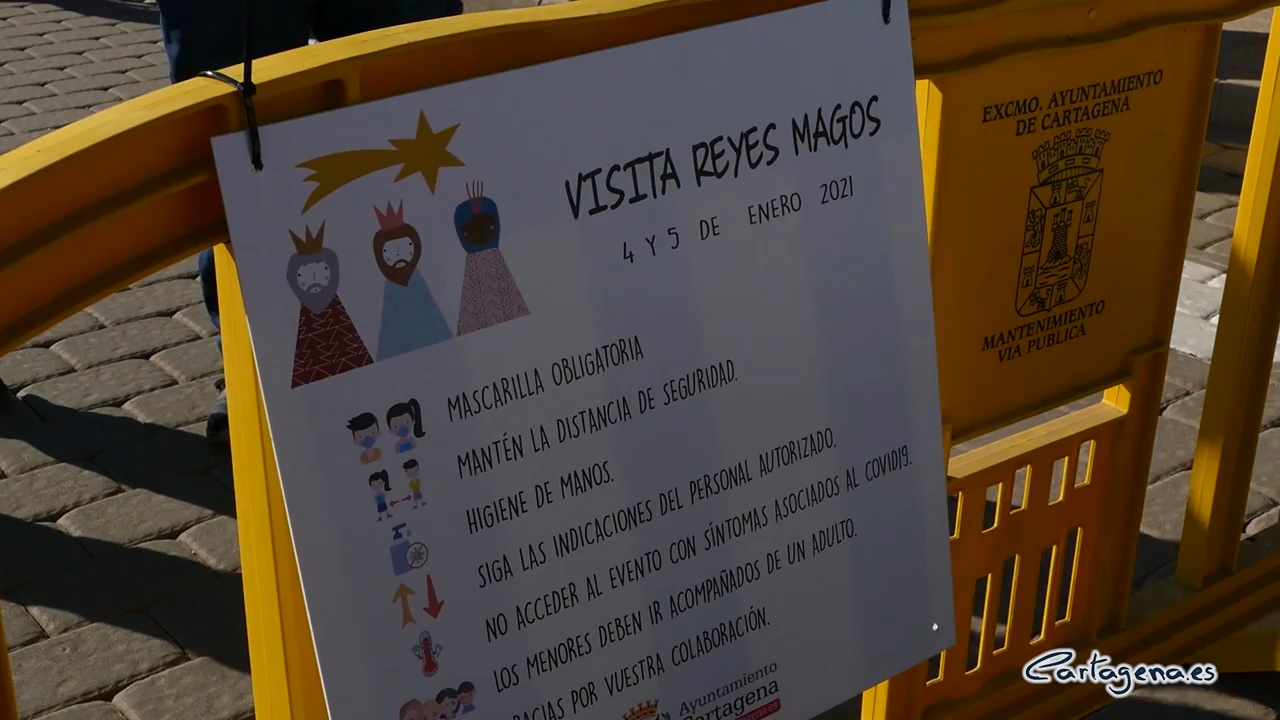 VISITA REYES MAGOS
4 Y 5 DE ENERO 2021
MASCARILLA OBLIGATORIA
MANTÉN LA DISTANCIA DE SEGURIDAD.
HIGIENE DE MANOS.
SIGA LAS INDICACIONES DEL PERSONAL AUTORIZADO.
NO ACCEDER AL EVENTO CON SÍNTOMAS ASOCIADOS AL COVID19.
LOS MENORES DEBEN IR ACOMPAÑADOS DE UN ADULTO.
POR VUESTRA COLABORACIÓN.
Ayuntamiento
Cartagena
EXCMO. AYUNTAMIENTO
DE CARTAGENA
MANTENIMIENTO
VIA PUBLICA
Cartagena.es